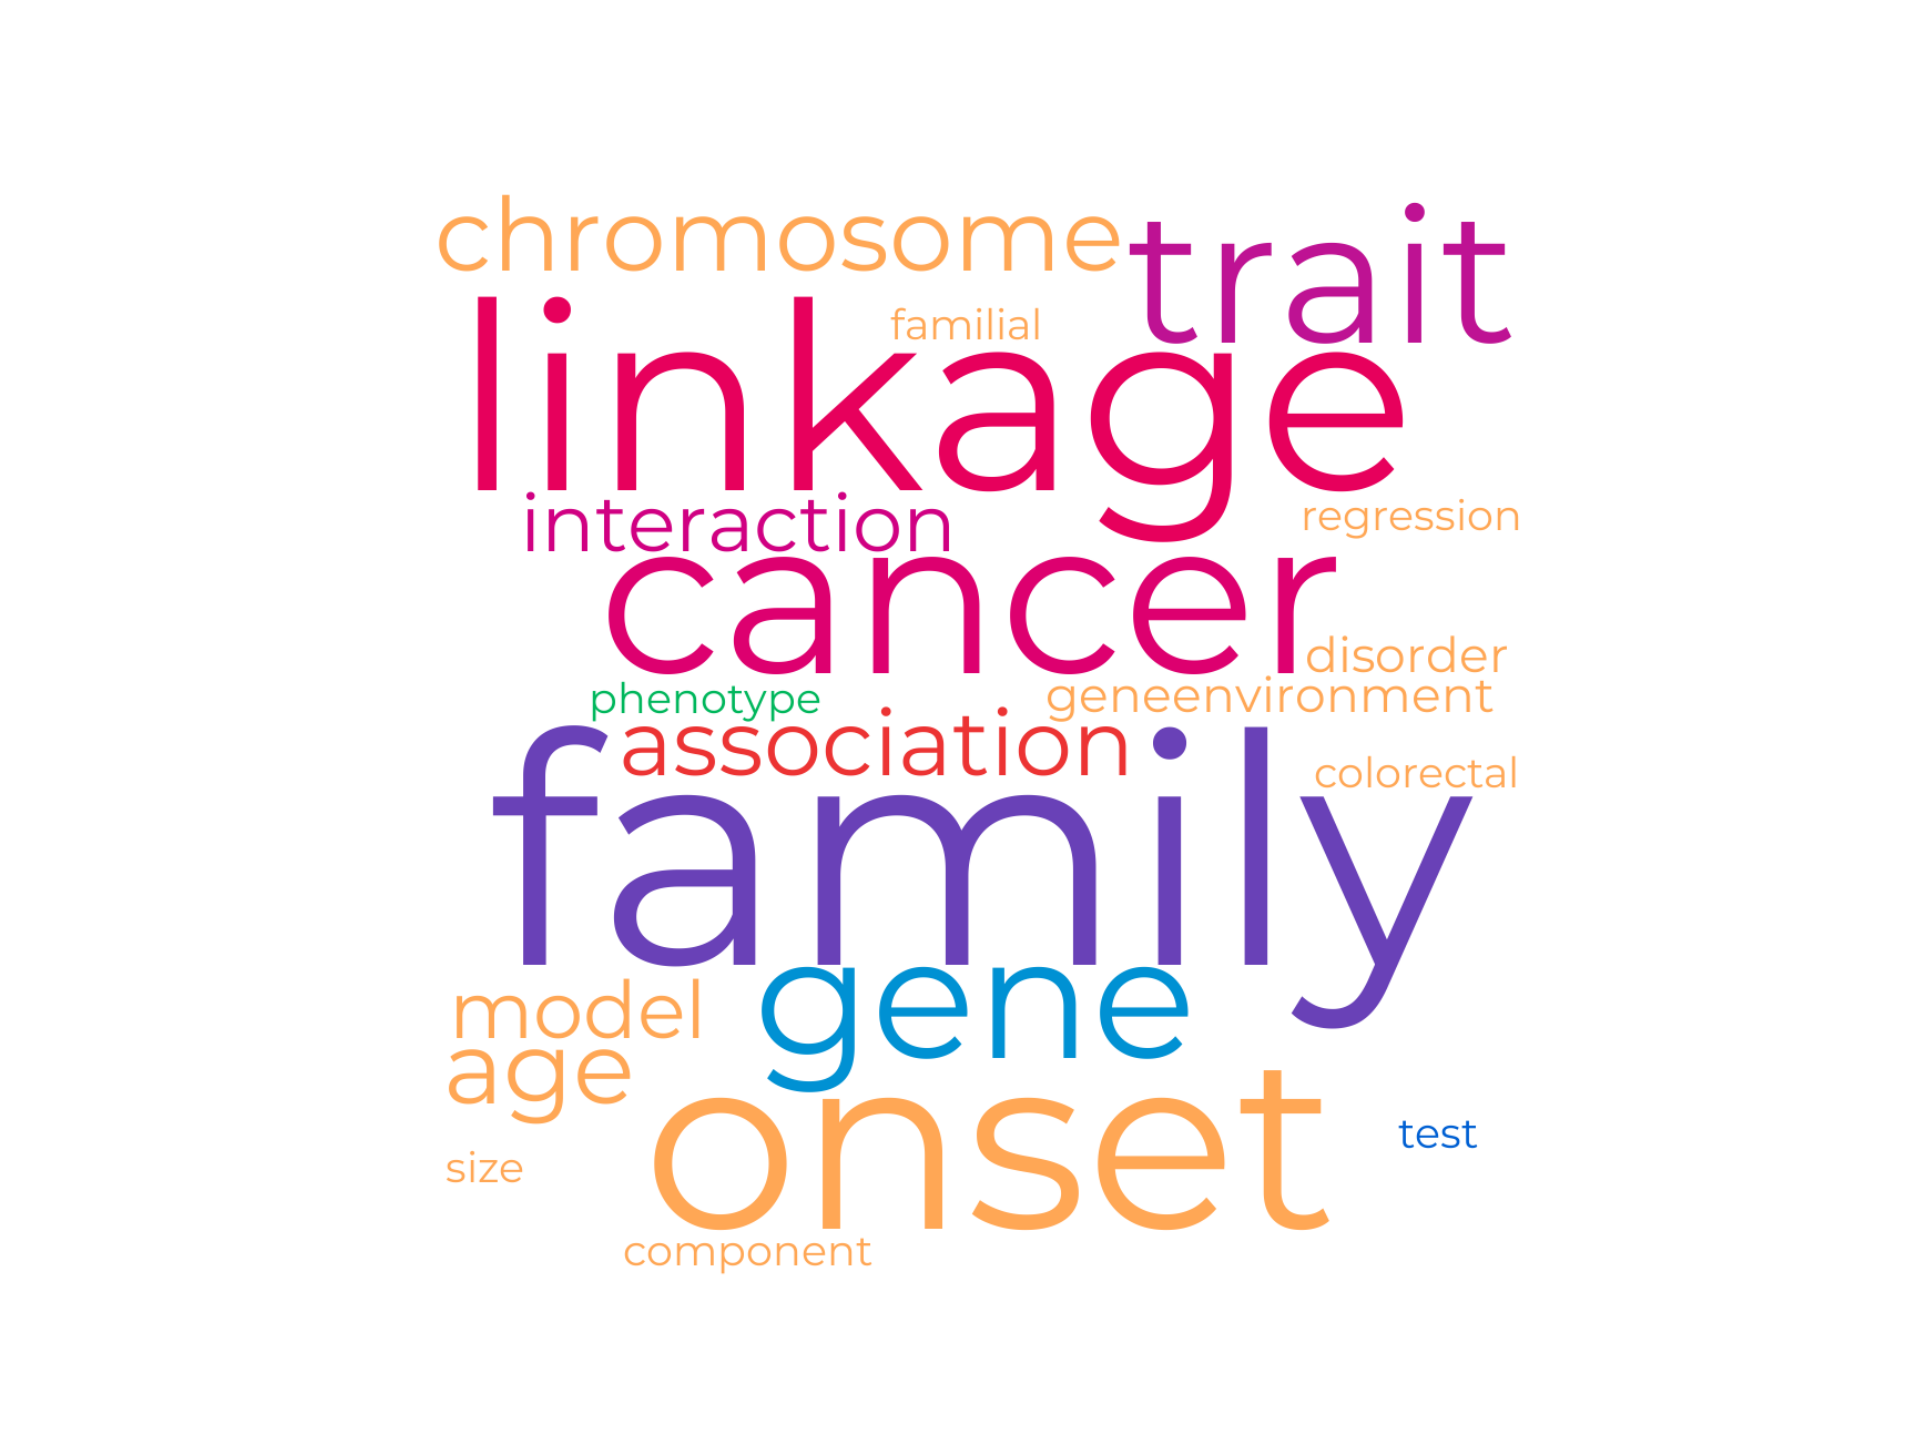 chromosome
trait
familial
linkage
interaction
regression
cancer
disorder
phenotype
geneenvironment
association
colorectal
family
model
gene
age
onset
test
size
component